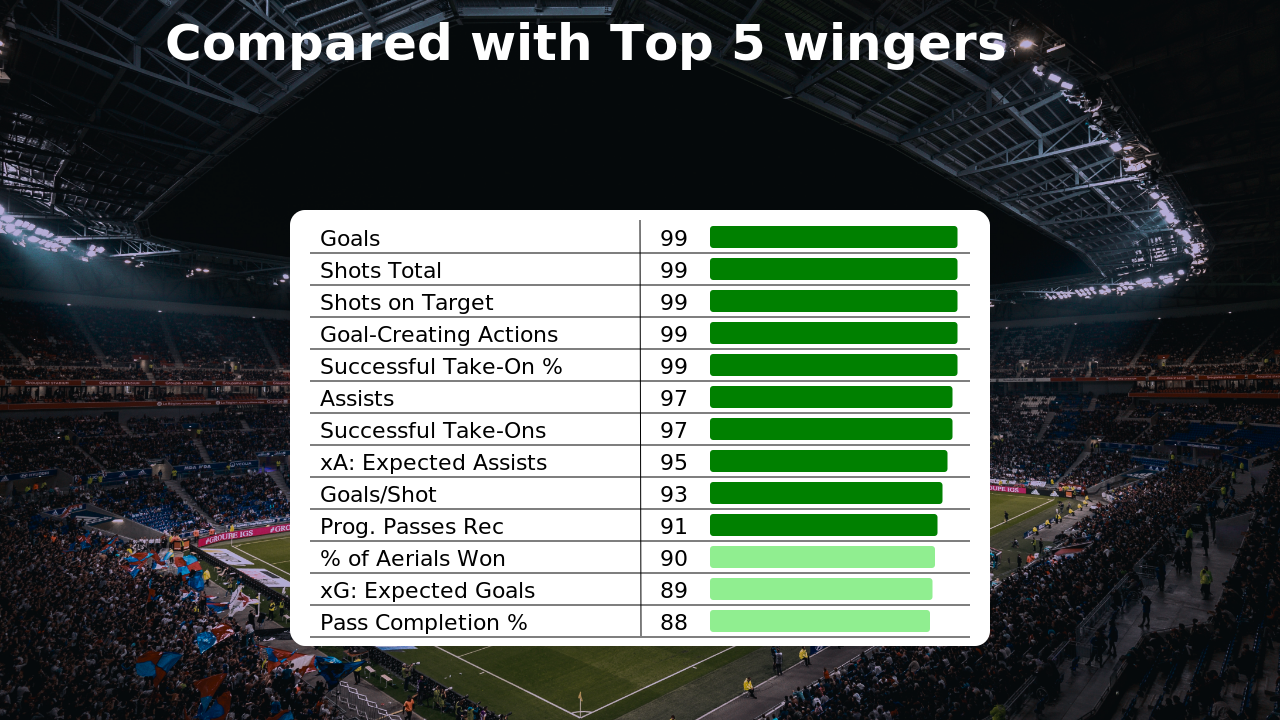 Compared with Top 5 wingers
Goals 99
Shots Total 99
Shots on Target 99
Goal-Creating Actions 99
Successful Take-On % 99
Assists 97
Successful Take-Ons 97
xA: Expected Assists 95
Goals/Shot 93
Prog. Passes Rec 91
% of Aerials Won 90
xG: Expected Goals 89
Pass Completion % 88
#GROUPE IGS